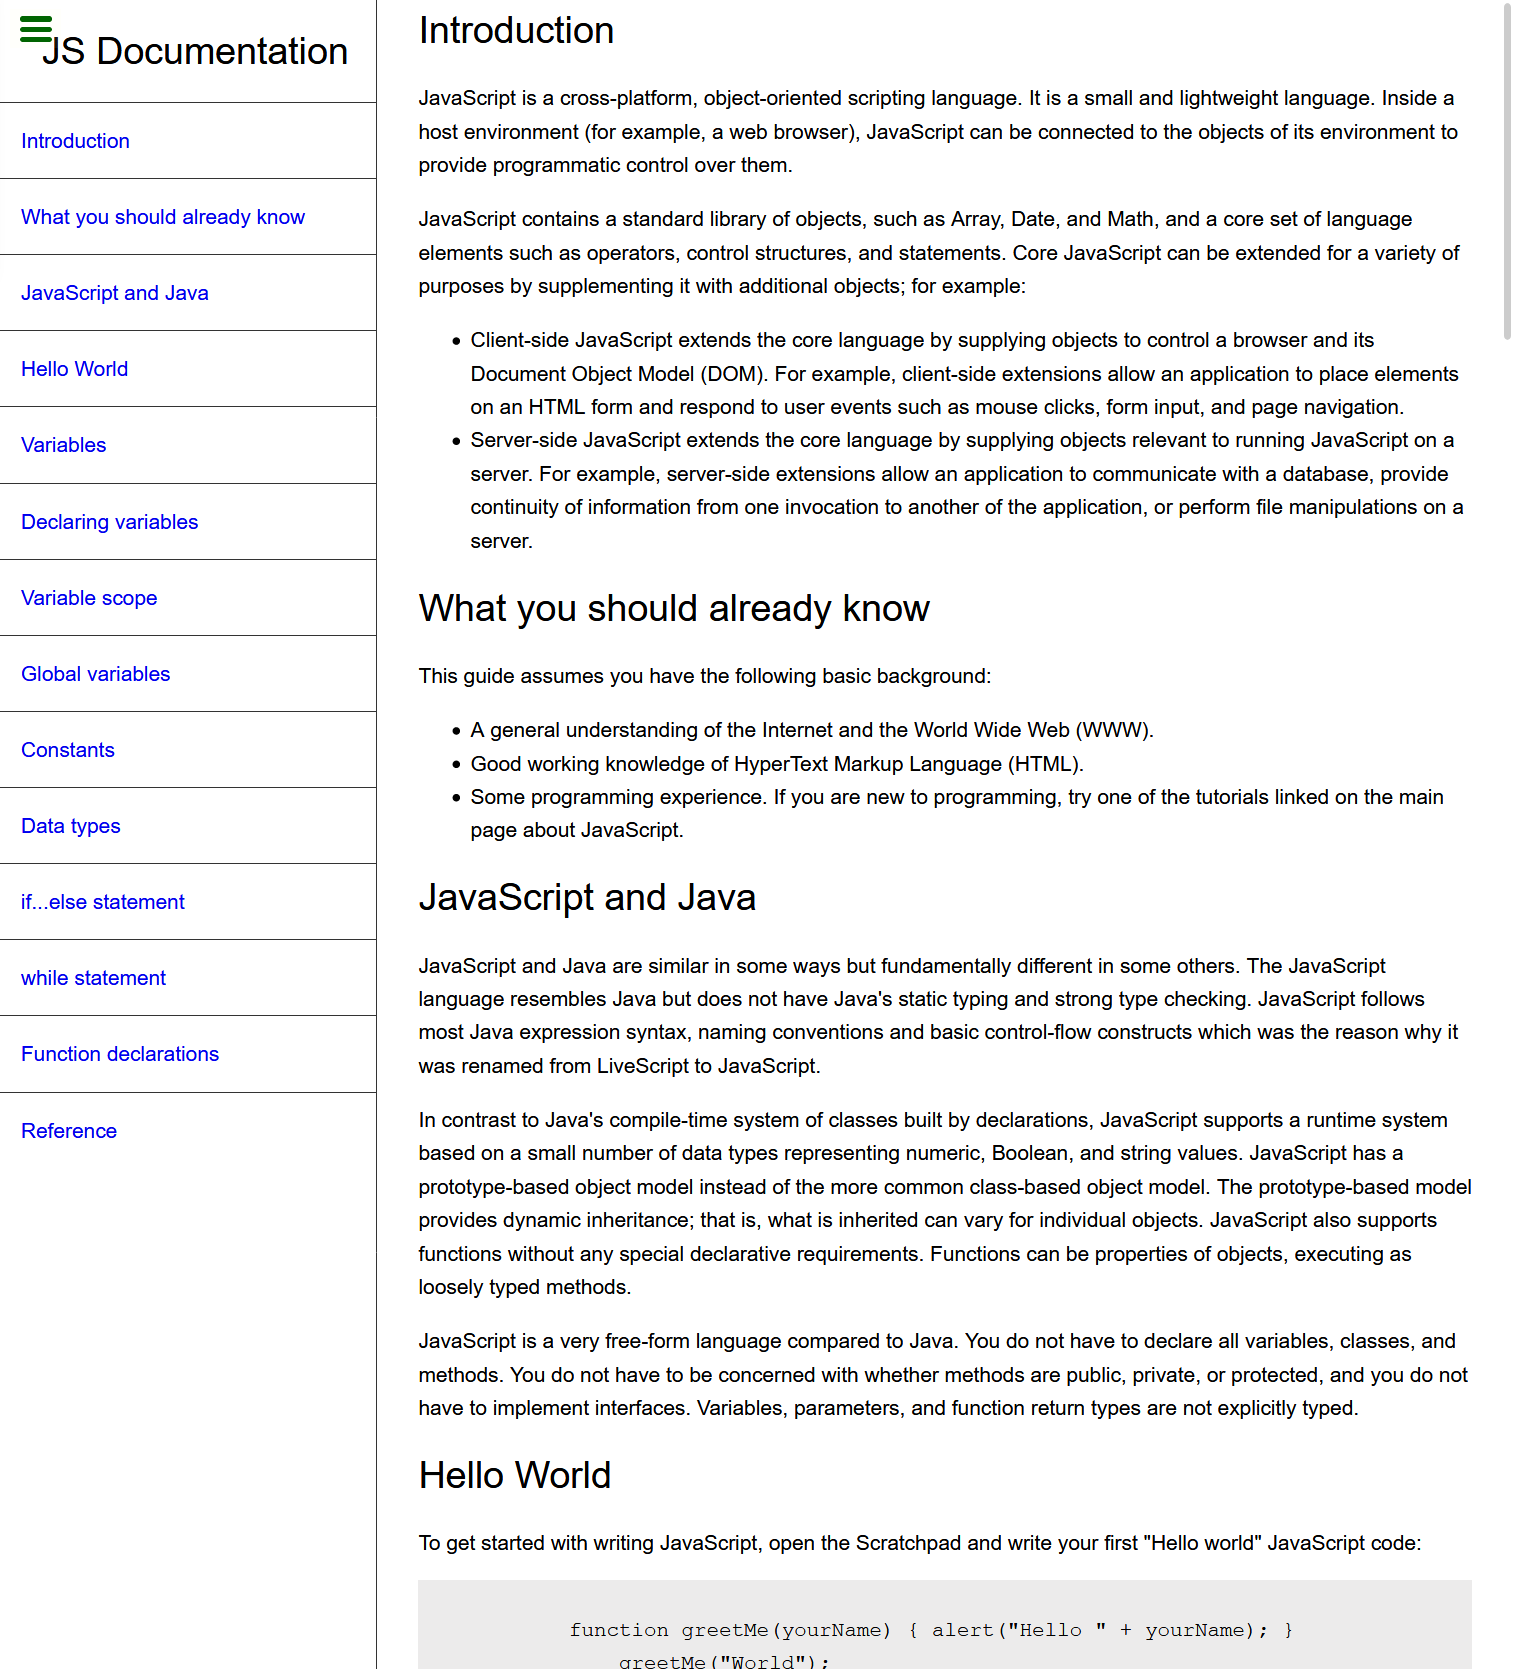 JS Documentation
Introduction
What you should already know
JavaScript and Java
Hello World
Variables
Declaring variables
Variable scope
Global variables
Constants
Data types
if...else statement
while statement
Function declarations
Reference
Introduction
JavaScript is a cross-platform, object-oriented scripting language. It is a small and lightweight language. Inside a
host environment (for example, a web browser), JavaScript can be connected to the objects of its environment to
provide programmatic control over them.
JavaScript contains a standard library of objects, such as Array, Date, and Math, and a core set of language
elements such as operators, control structures, and statements. Core JavaScript can be extended for a variety of
purposes by supplementing it with additional objects; for example:
• Client-side JavaScript extends the core language by supplying objects to control a browser and its
Document Object Model (DOM). For example, client-side extensions allow an application to place elements
on an HTML form and respond to user events such as mouse clicks, form input, and page navigation.
• Server-side JavaScript extends the core language by supplying objects relevant to running JavaScript on a
server. For example, server-side extensions allow an application to communicate with a database, provide
continuity of information from one invocation to another of the application, or perform file manipulations on a
server.
What you should already know
This guide assumes you have the following basic background:
• A general understanding of the Internet and the World Wide Web (WWW).
• Good working knowledge of HyperText Markup Language (HTML).
• Some programming experience. If you are new to programming, try one of the tutorials linked on the main
page about JavaScript.
JavaScript and Java
JavaScript and Java are similar in some ways but fundamentally different in some others. The JavaScript
language resembles Java but does not have Java's static typing and strong type checking. JavaScript follows
most Java expression syntax, naming conventions and basic control-flow constructs which was the reason why it
was renamed from LiveScript to JavaScript.
In contrast to Java's compile-time system of classes built by declarations, JavaScript supports a runtime system
based on a small number of data types representing numeric, Boolean, and string values. JavaScript has a
prototype-based object model instead of the more common class-based object model. The prototype-based model
provides dynamic inheritance; that is, what is inherited can vary for individual objects. JavaScript also supports
functions without any special declarative requirements. Functions can be properties of objects, executing as
loosely typed methods.
JavaScript is a very free-form language compared to Java. You do not have to declare all variables, classes, and
methods. You do not have to be concerned with whether methods are public, private, or protected, and you do not
have to implement interfaces. Variables, parameters, and function return types are not explicitly typed.
Hello World
To get started with writing JavaScript, open the Scratchpad and write your first "Hello world" JavaScript code:
function greetMe(yourName) { alert("Hello " + yourName); }
greetMe("World");